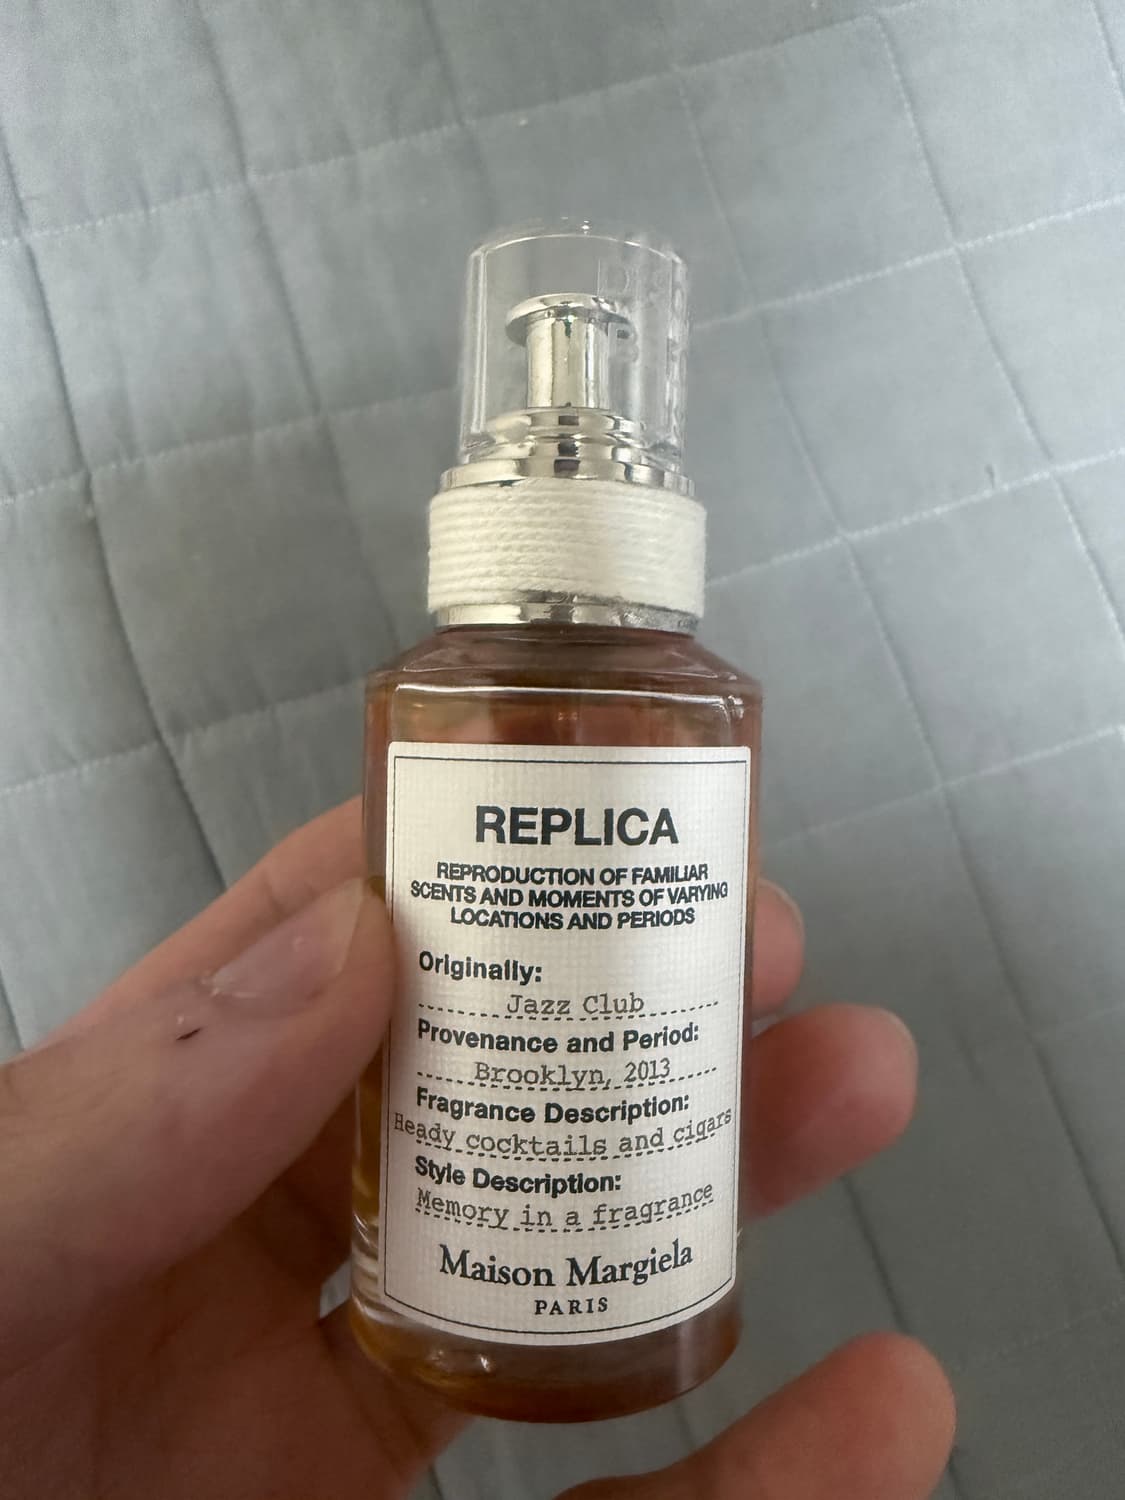 REPLICA
REPRODUCTION OF FAMILIAR
SCENTS AND MOMENTS OF VARYING
LOCATIONS AND PERIODS
Originally:
Jazz Club
Provenance and Period:
Brooklyn, 2013
Fragrance Description:
Heady cocktails and cigars
Style Description:
Memory in a fragrance
Maison Margiela
PARIS